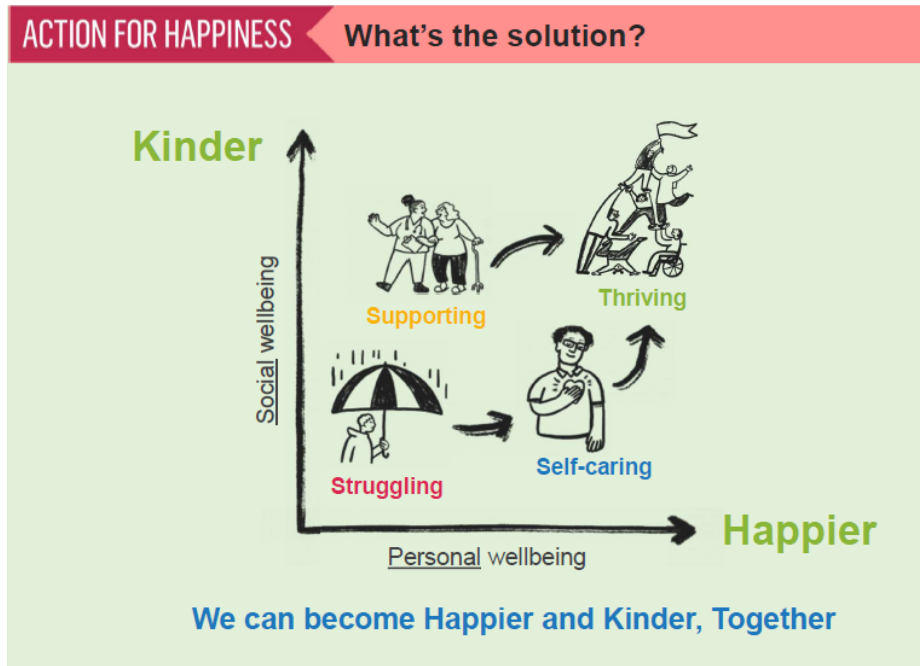 ACTION FOR HAPPINESS
What's the solution?
Kinder
Social wellbeing
Supporting
Thriving
Struggling
Self-caring
Happier
Personal wellbeing
We can become Happier and Kinder, Together